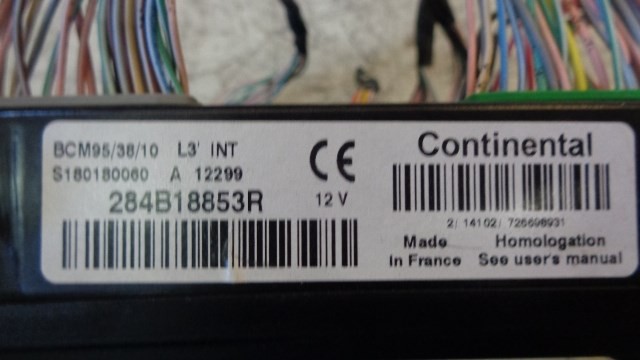 BCM95/38/10 L3' INT
S180180060 A 12299
284B18853R
CE
12 V
Continental
2/ 14102/ 726698931
Made
in France
Homologation
See user's manual